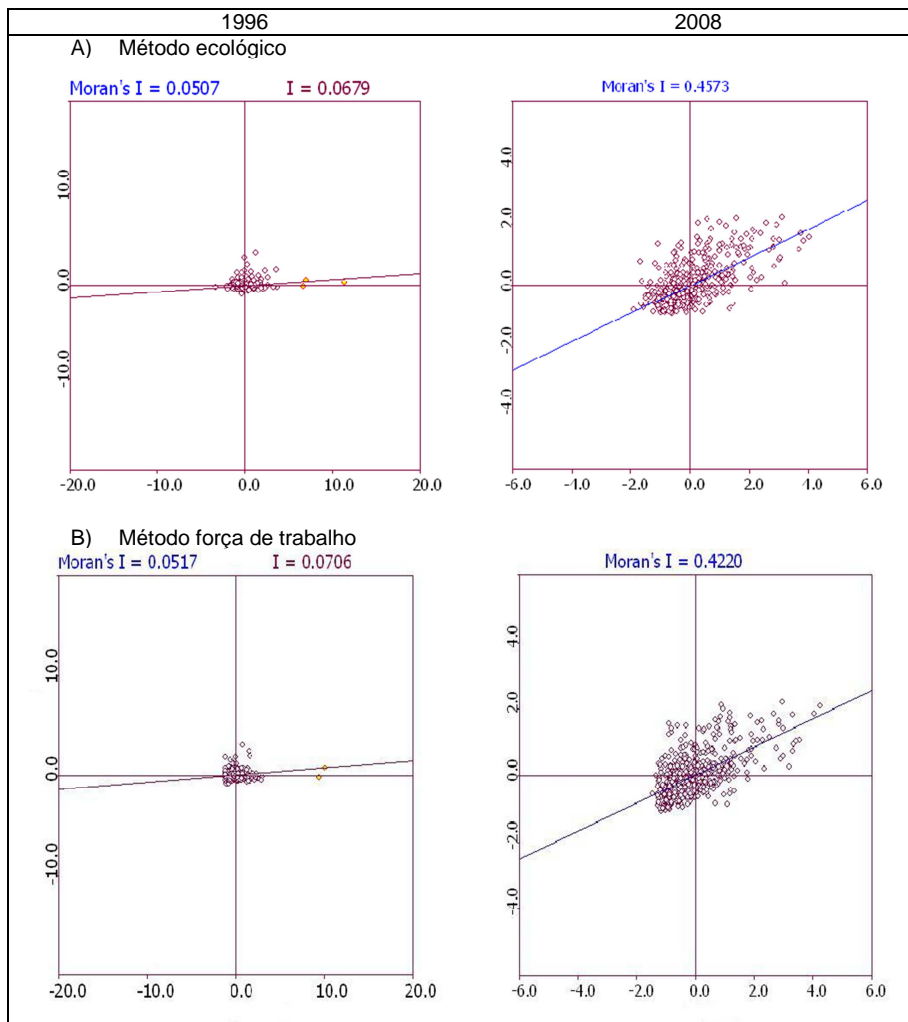 1996 2008
A) Método ecológico
Moran's I = 0.0507 I = 0.0679
Moran's I = 0.4573
10.0
0.0
-10.0
-20.0 -10.0 0.0 10.0 20.0
4.0
2.0
0.0
-2.0
-4.0
-6.0 -4.0 -2.0 0.0 2.0 4.0 6.0
B) Método força de trabalho
Moran's I = 0.0517 I = 0.0706
Moran's I = 0.4220
10.0
0.0
-10.0
-20.0 -10.0 0.0 10.0 20.0
4.0
2.0
0.0
-2.0
-4.0
-6.0 -4.0 -2.0 0.0 2.0 4.0 6.0